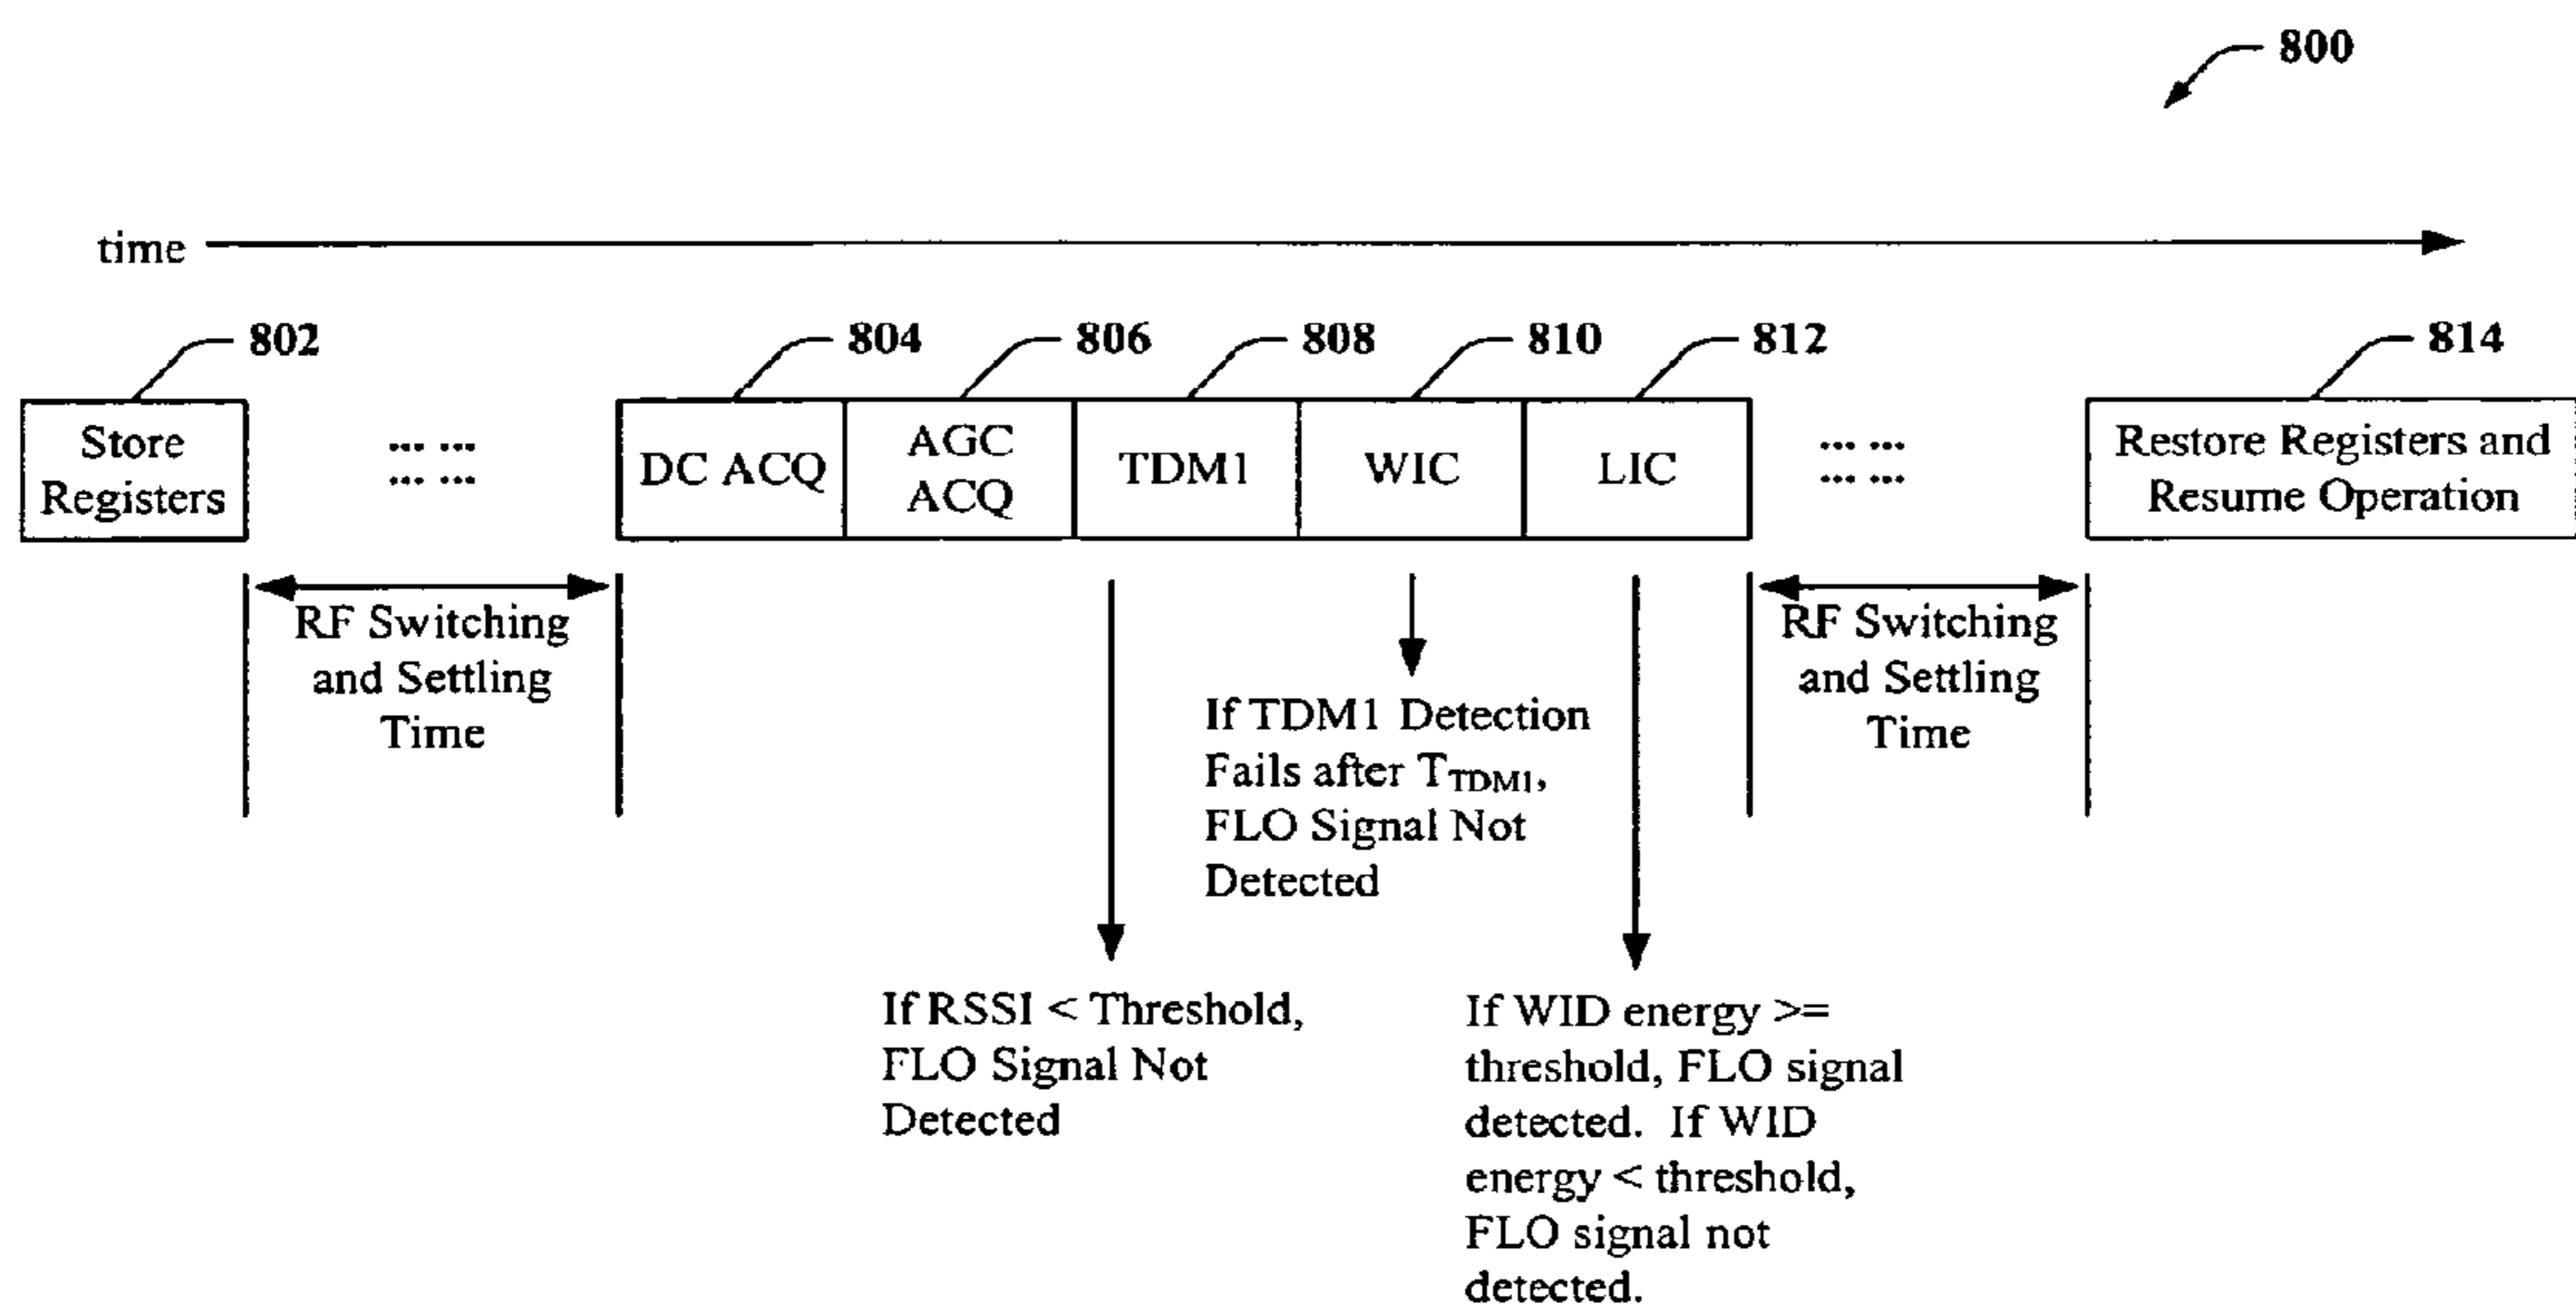 800
time
802
804
806
808
810
812
814
Store
Registers
... ...
... ...
DC ACQ
AGC
ACQ
TDM1
WIC
LIC
... ...
... ...
Restore Registers and
Resume Operation
RF Switching
and Settling
Time
If TDM1 Detection
Fails after TTDM1,
FLO Signal Not
Detected
RF Switching
and Settling
Time
If RSSI < Threshold,
FLO Signal Not
Detected
If WID energy >=
threshold, FLO signal
detected. If WID
energy < threshold,
FLO signal not
detected.